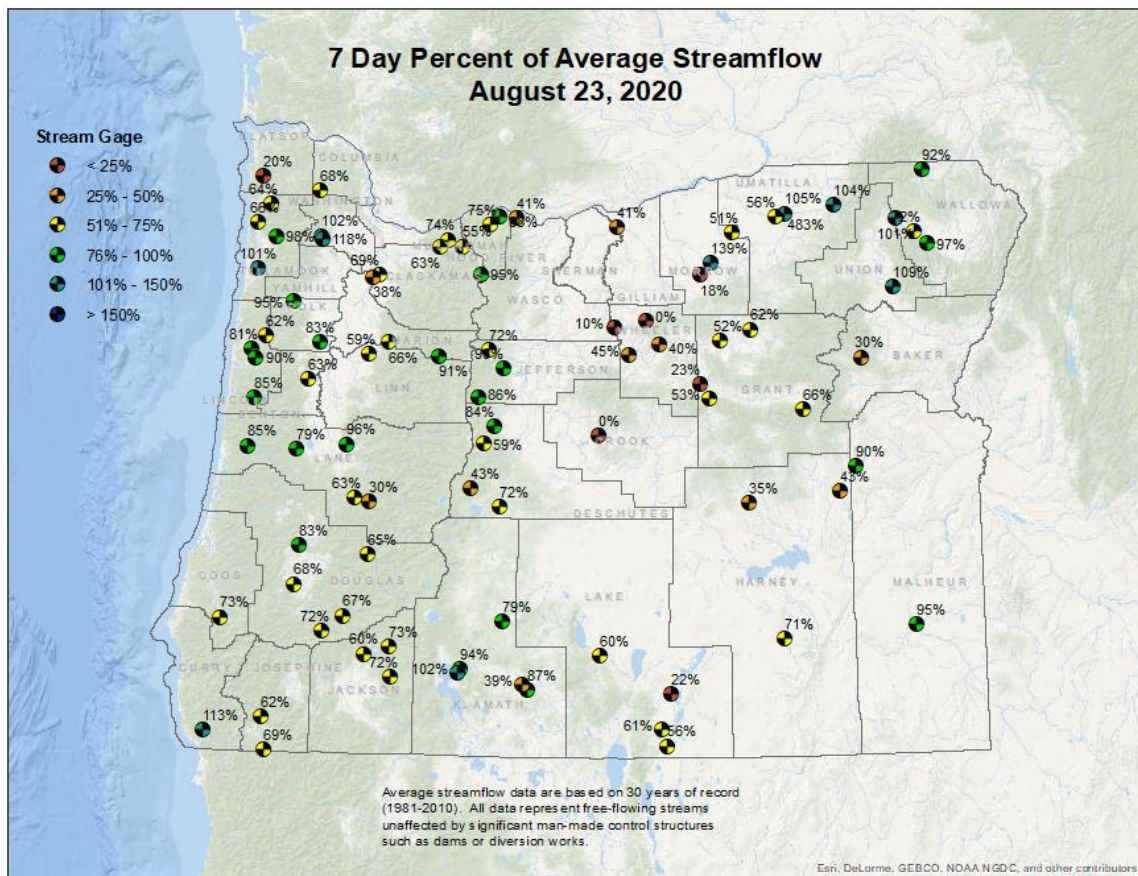 7 Day Percent of Average Streamflow
August 23, 2020
Stream Gage
< 25%
25% - 50%
51% - 75%
76% - 100%
101% - 150%
> 150%
CLATSOP
COLUMBIA
20%
68%
64%
WASHINGTON
66%
98%
102%
118%
101%
TILLAMOOK
YAMHILL
POLK
95%
62%
83%
81%
90%
63%
85%
LINCOLN
BENTON
85%
79%
96%
LANE
74%
75%
41%
98%
55%
63%
MULTNOMAH
HOOD RIVER
95%
69%
CLACKAMAS
38%
59%
MARION
66%
91%
LINN
WASCO
SHERMAN
41%
GILLIAM
MORROW
139%
18%
51%
56%
UMATILLA
105%
483%
104%
92%
WALLOWA
101%
97%
UNION
109%
10%
0%
WHEELER
45%
40%
52%
62%
30%
BAKER
72%
JEFFERSON
86%
84%
59%
0%
CROOK
23%
53%
GRANT
66%
43%
72%
DESCHUTES
35%
43%
90%
63%
30%
83%
65%
68%
DOUGLAS
COOS
73%
67%
72%
60%
73%
72%
CURRY
JOSEPHINE
JACKSON
62%
113%
69%
79%
94%
102%
39%
87%
KLAMATH
LAKE
60%
22%
61%
56%
HARNEY
71%
MALHEUR
95%
Average streamflow data are based on 30 years of record
(1981-2010). All data represent free-flowing streams
unaffected by significant man-made control structures
such as dams or diversion works.
Esri, DeLorme, GEBCO, NOAA NGDC, and other contributors